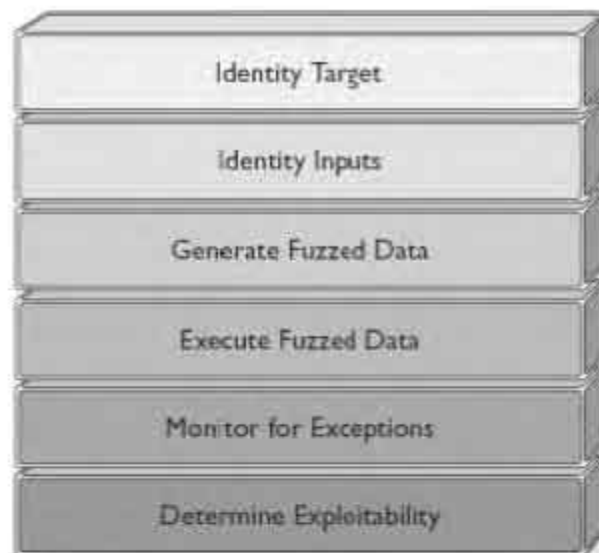 Identity Target
Identity Inputs
Generate Fuzzed Data
Execute Fuzzed Data
Monitor for Exceptions
Determine Exploitability